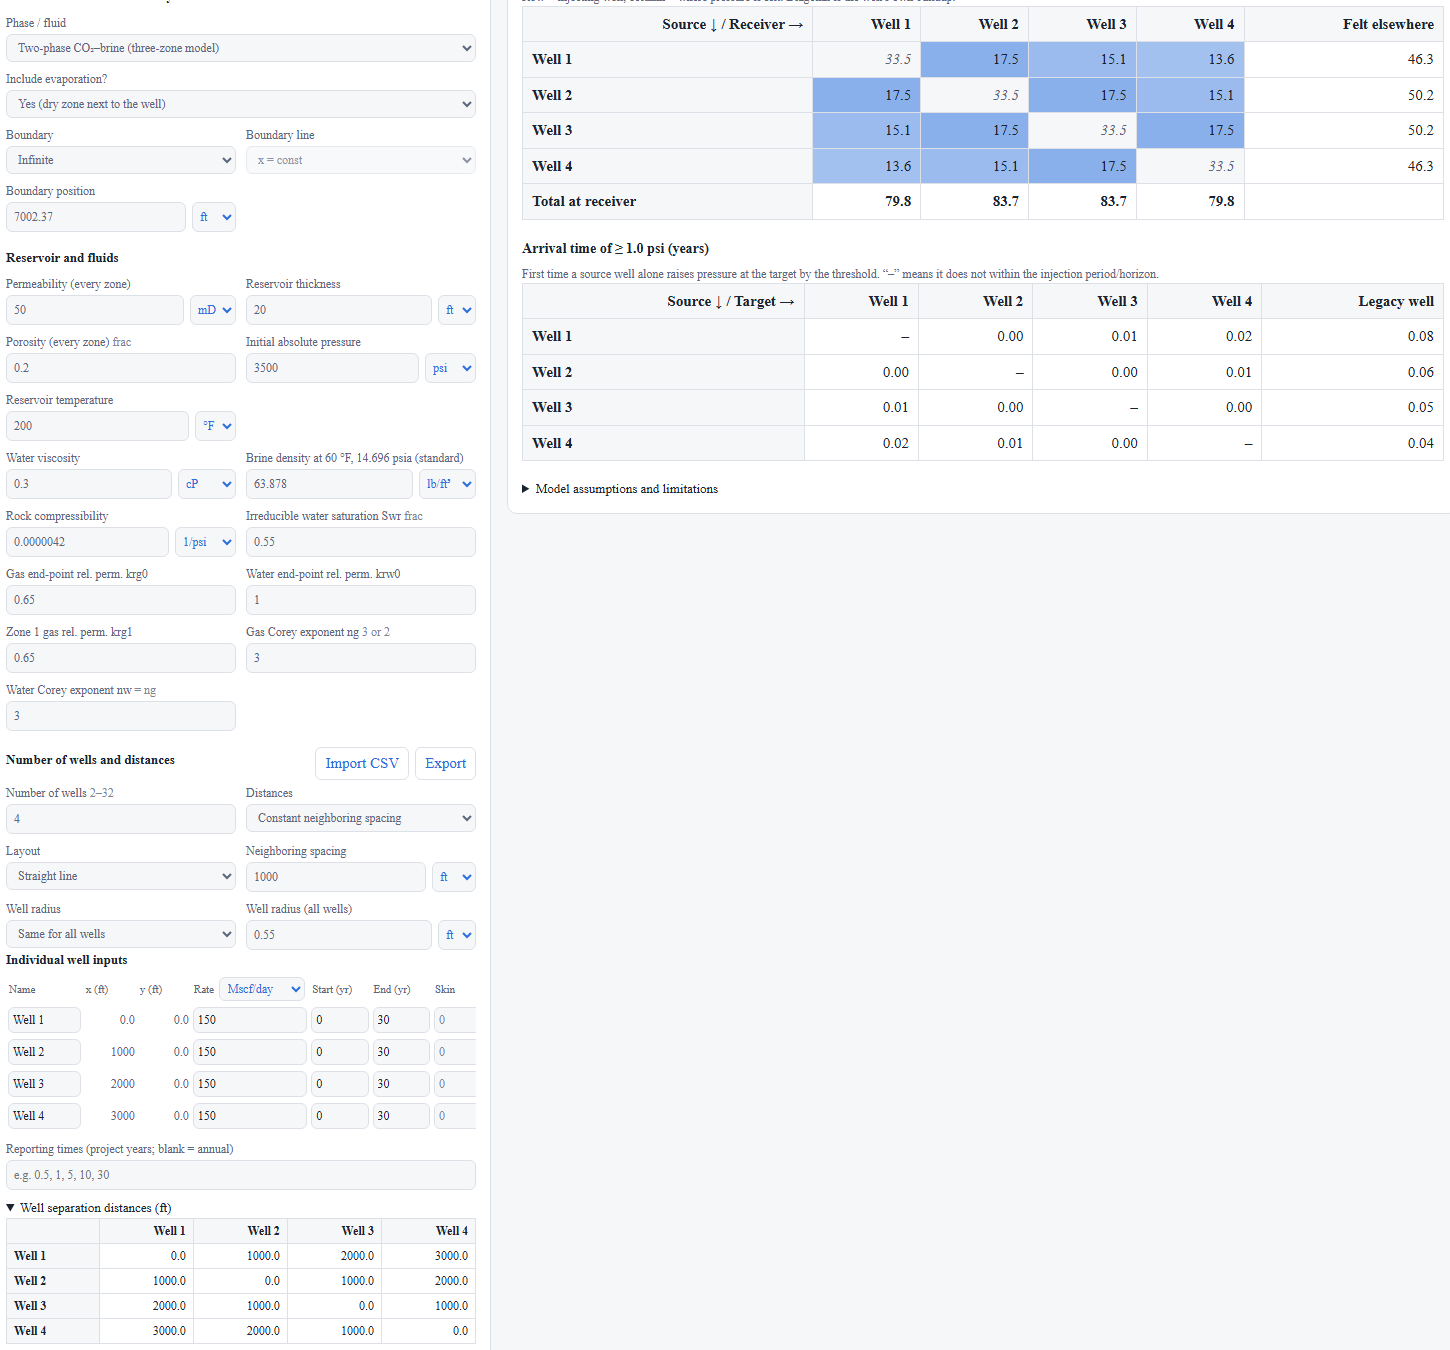 Phase / fluid
Two-phase CO₂–brine (three-zone model)
Include evaporation?
Yes (dry zone next to the well)
Boundary Boundary line
Infinite x = const
Boundary position
7002.37 ft
Reservoir and fluids
Permeability (every zone) Reservoir thickness
50 mD 20 ft
Porosity (every zone) frac Initial absolute pressure
0.2 3500 psi
Reservoir temperature
200 °F
Water viscosity Brine density at 60 °F, 14.696 psia (standard)
0.3 cP 63.878 lb/ft³
Rock compressibility Irreducible water saturation Swr frac
0.0000042 1/psi 0.55
Gas end-point rel. perm. krg0 Water end-point rel. perm. krw0
0.65 1
Zone 1 gas rel. perm. krg1 Gas Corey exponent ng 3 or 2
0.65 3
Water Corey exponent nw = ng
3
Number of wells and distances Import CSV Export
Number of wells 2–32 Distances
4 Constant neighboring spacing
Layout Neighboring spacing
Straight line 1000 ft
Well radius Well radius (all wells)
Same for all wells 0.55 ft
Individual well inputs
Name x (ft) y (ft) Rate Mscf/day Start (yr) End (yr) Skin
Well 1 0.0 0.0 150 0 30 0
Well 2 1000 0.0 150 0 30 0
Well 3 2000 0.0 150 0 30 0
Well 4 3000 0.0 150 0 30 0
Reporting times (project years; blank = annual)
e.g. 0.5, 1, 5, 10, 30
▼ Well separation distances (ft)
Well 1 Well 2 Well 3 Well 4
Well 1 0.0 1000.0 2000.0 3000.0
Well 2 1000.0 0.0 1000.0 2000.0
Well 3 2000.0 1000.0 0.0 1000.0
Well 4 3000.0 2000.0 1000.0 0.0
Source ↓ / Receiver → Well 1 Well 2 Well 3 Well 4 Felt elsewhere
Well 1 33.5 17.5 15.1 13.6 46.3
Well 2 17.5 33.5 17.5 15.1 50.2
Well 3 15.1 17.5 33.5 17.5 50.2
Well 4 13.6 15.1 17.5 33.5 46.3
Total at receiver 79.8 83.7 83.7 79.8
Arrival time of ≥ 1.0 psi (years)
First time a source well alone raises pressure at the target by the threshold. “–” means it does not within the injection period/horizon.
Source ↓ / Target → Well 1 Well 2 Well 3 Well 4 Legacy well
Well 1 – 0.00 0.01 0.02 0.08
Well 2 0.00 – 0.00 0.01 0.06
Well 3 0.01 0.00 – 0.00 0.05
Well 4 0.02 0.01 0.00 – 0.04
▶ Model assumptions and limitations